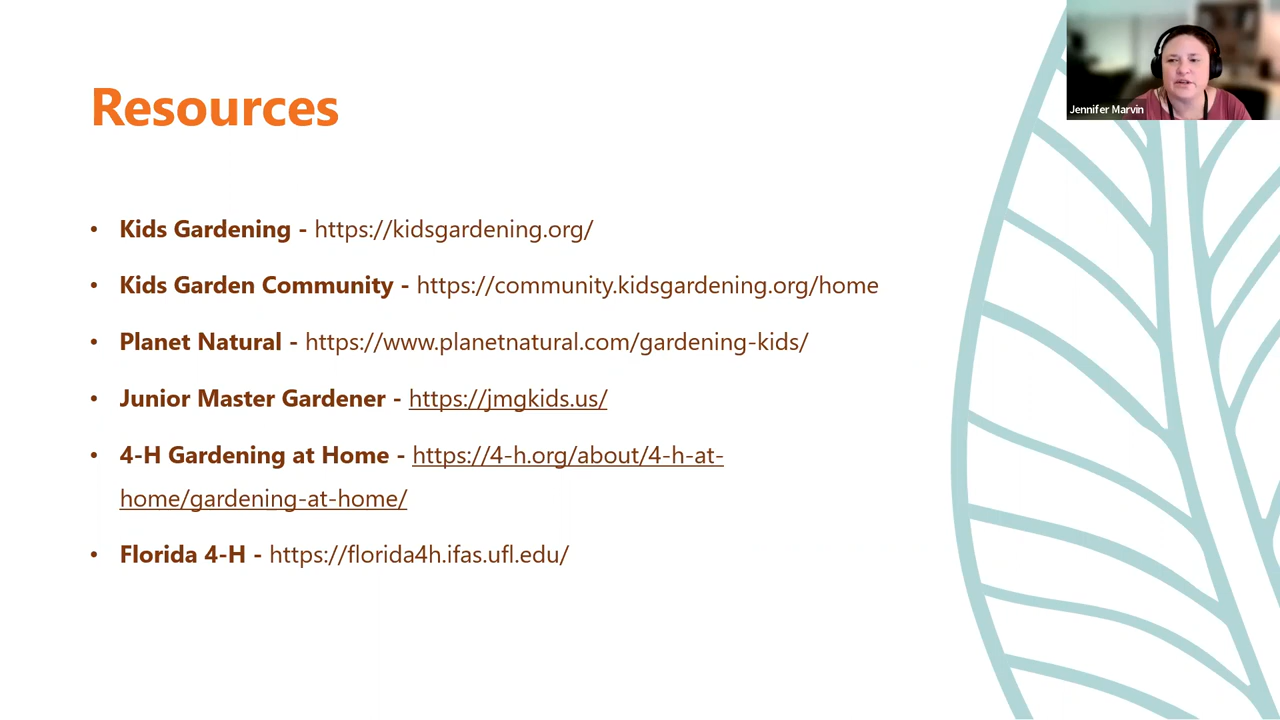 Resources
Jennifer Marvin
• Kids Gardening - https://kidsgardening.org/
• Kids Garden Community - https://community.kidsgardening.org/home
• Planet Natural - https://www.planetnatural.com/gardening-kids/
• Junior Master Gardener - https://jmgkids.us/
• 4-H Gardening at Home - https://4-h.org/about/4-h-at-
home/gardening-at-home/
• Florida 4-H - https://florida4h.ifas.ufl.edu/